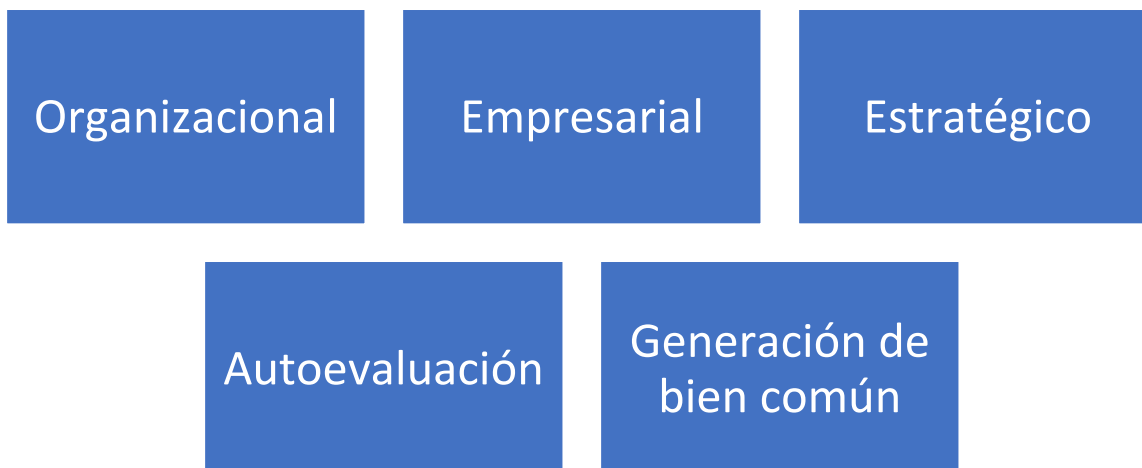 Organizacional
Empresarial
Estratégico
Autoevaluación
Generación de
bien común